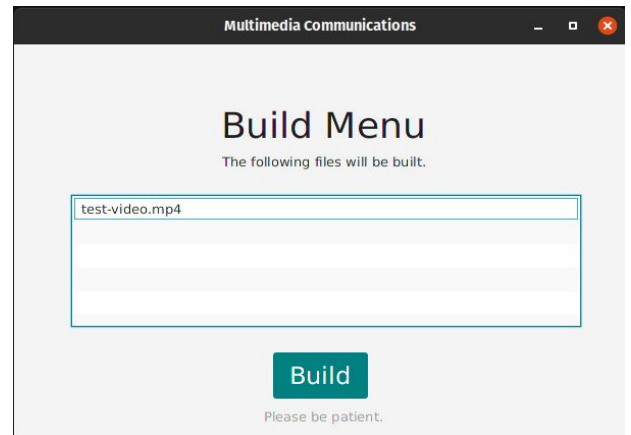 Multimedia Communications
Build Menu
The following files will be built.
test-video.mp4
Build
Please be patient.